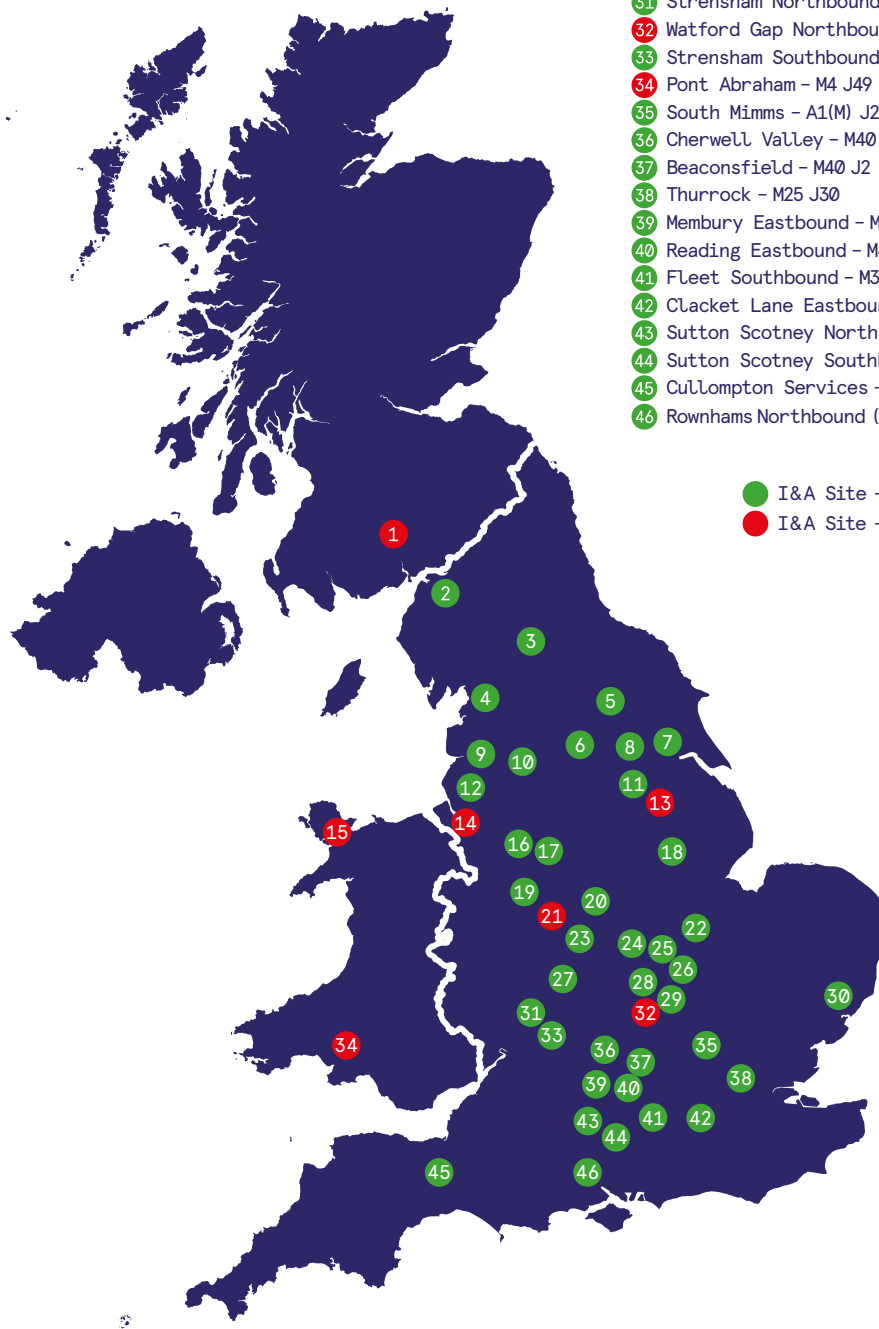 31 Strensham Northbound
32 Watford Gap
33 Strensham Southbound
34 Pont Abraham – M4 J49
35 South Mimms – A1(M) J2
36 Cherwell Valley – M40
37 Beaconsfield – M40 J2
38 Thurrock – M25 J30
39 Membury Eastbound –
40 Reading Eastbound –
41 Fleet Southbound – M3
42 Clacket Lane
43 Sutton Scotney
44 Sutton Scotney
45 Cullompton Services –
46 Rownhams Northbound (
I&A Site –
I&A Site –
1
2
3
4
5
6
8
7
9
10
11
12
13
14
15
16
17
18
19
20
21
22
23
24
25
26
27
28
29
30
31
32
33
34
35
36
37
38
39
40
41
42
43
44
45
46